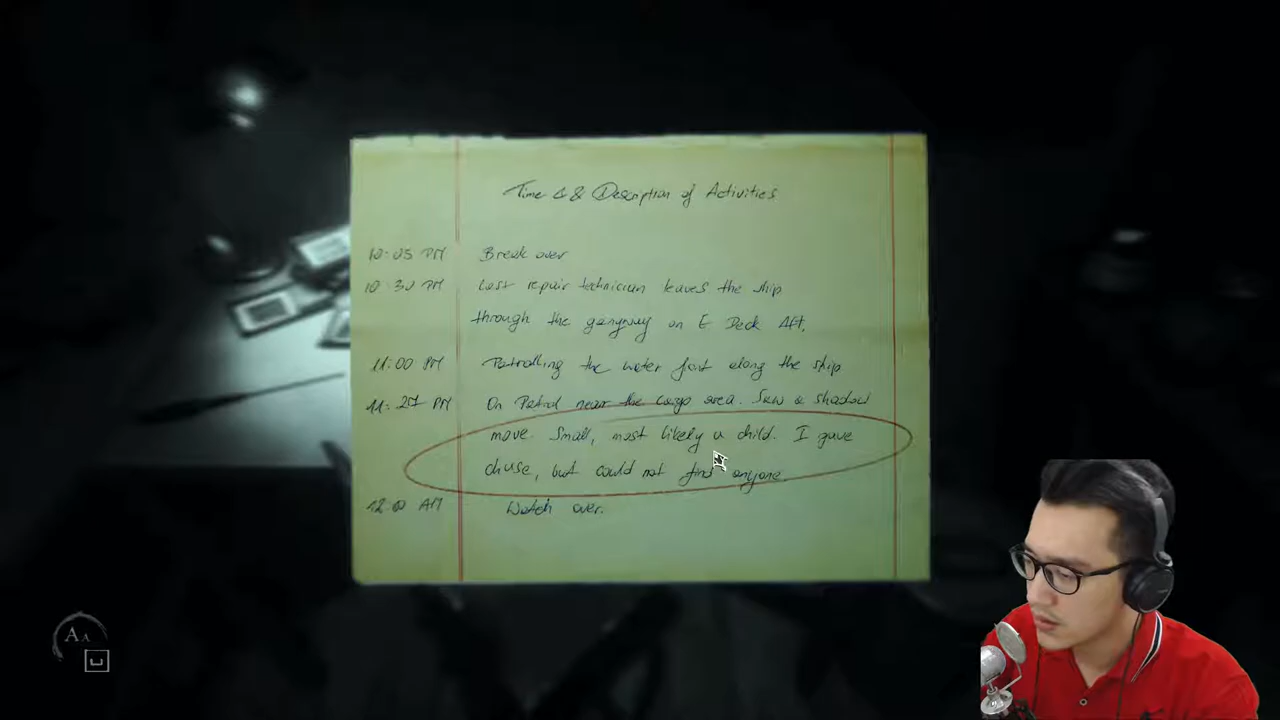 Time & Description of Activities
10:05 PM Break over
10:30 PM Last repair technician leaves the ship
through the gangway on E Deck Aft.
11:00 PM Patrolling the water along the ship
11:27 PM On Patrol near the cargo area. Saw a shadow
move. Small, most likely a child. I gave
chase, but could not find anyone.
12:00 AM Watch over.
AA